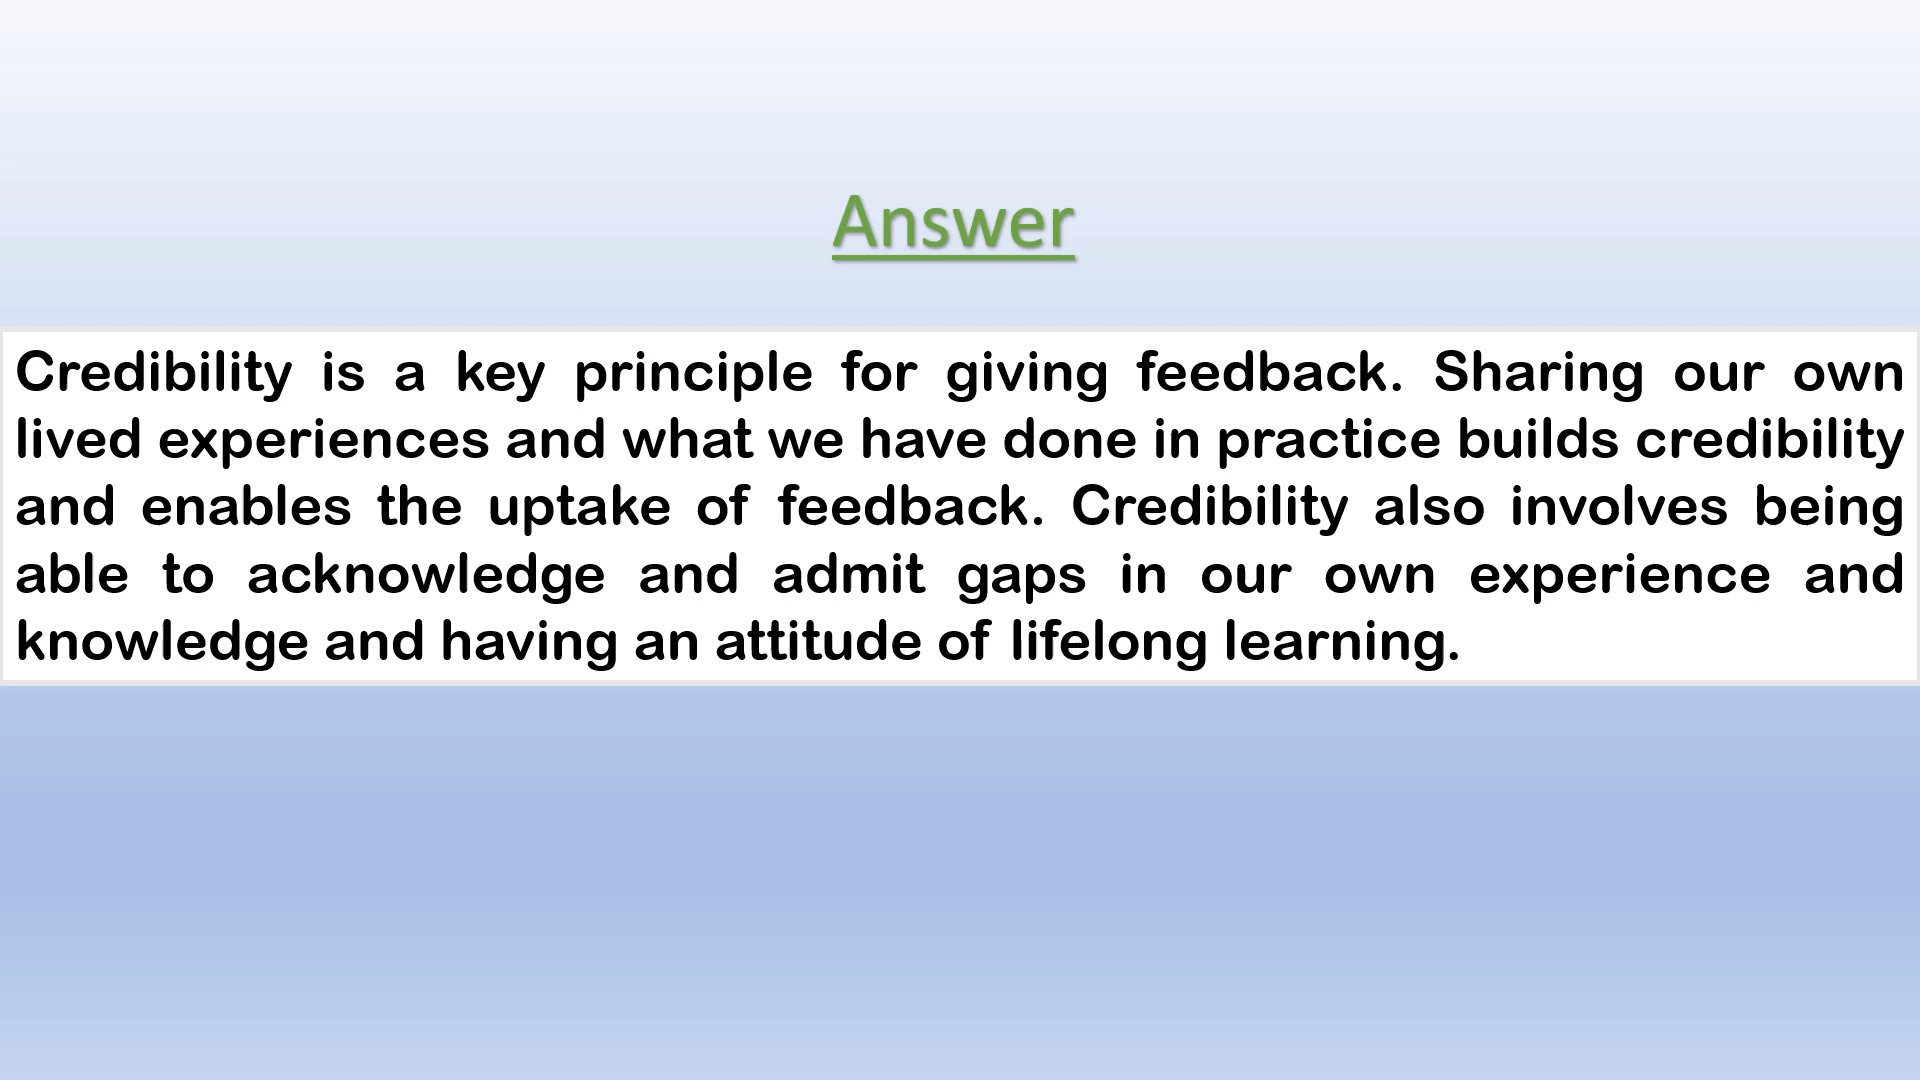 Answer
Credibility is a key principle for giving feedback. Sharing our own
lived experiences and what we have done in practice builds credibility
and enables the uptake of feedback. Credibility also involves being
able to acknowledge and admit gaps in our own experience and
knowledge and having an attitude of lifelong learning.